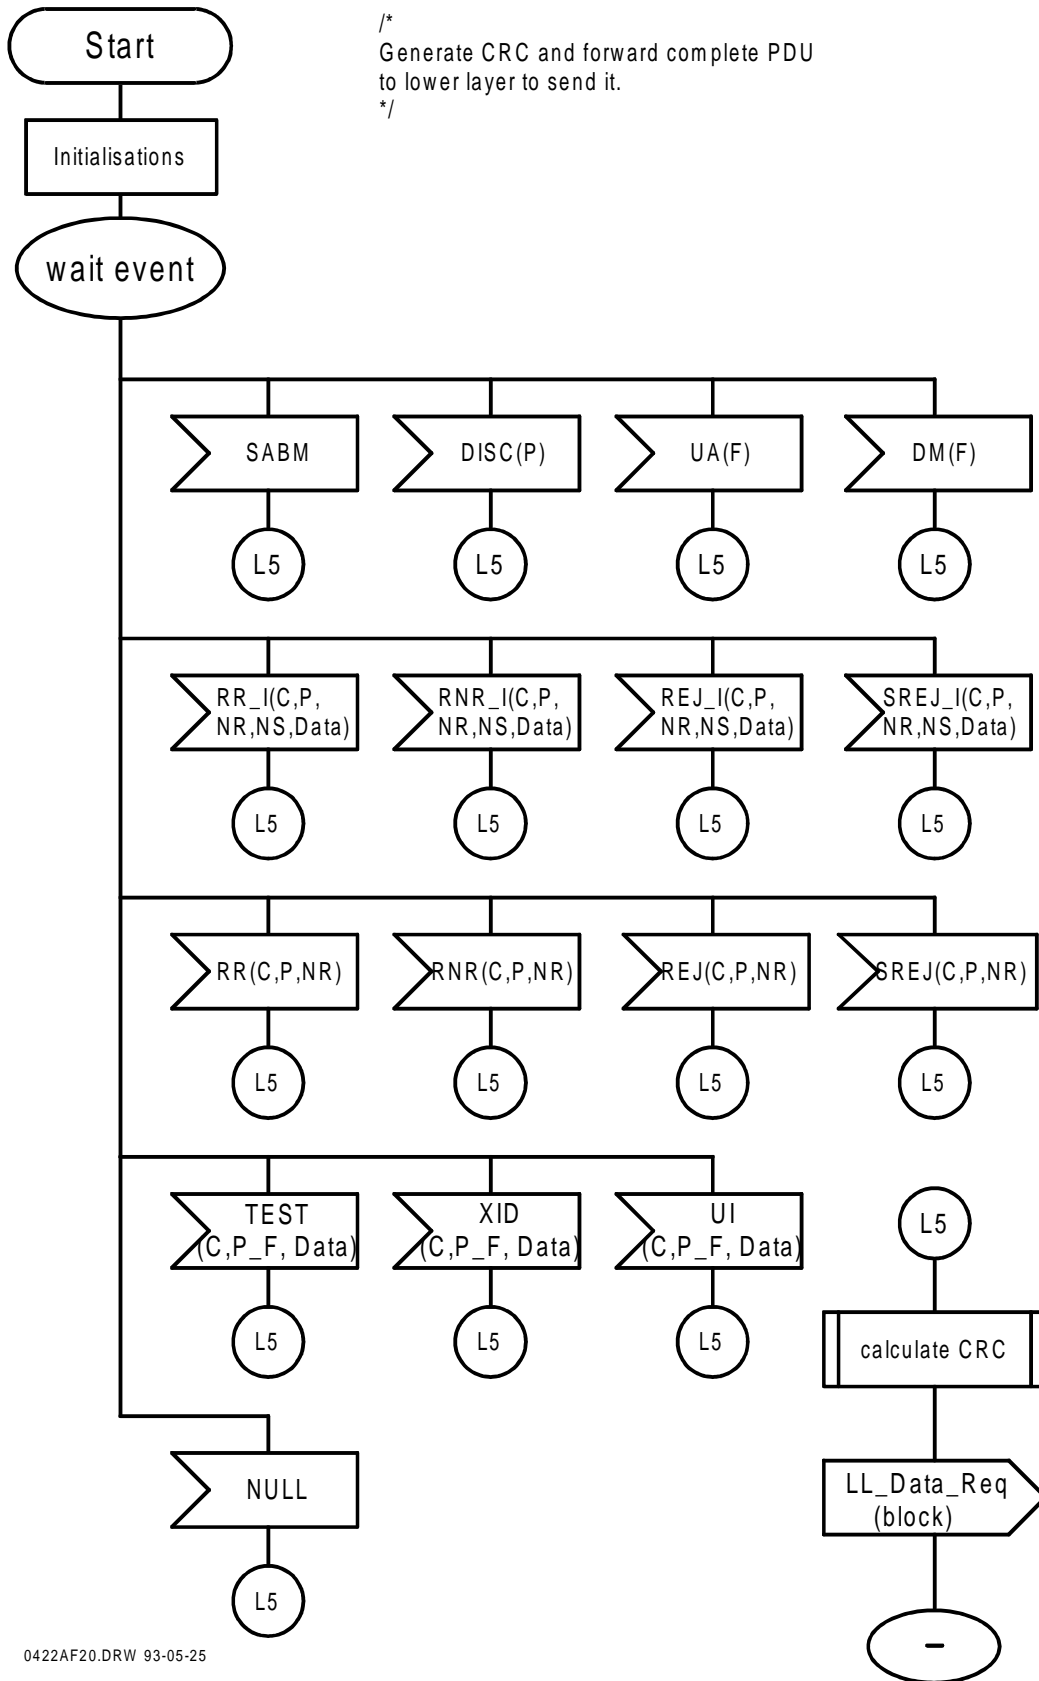 Start
/*
Generate CRC and forward complete PDU
to lower layer to send it.
*/
Initialisations
wait event
SABM
DISC(P)
UA(F)
DM(F)
L5
L5
L5
L5
RR_I(C,P,
NR,NS,Data)
RNR_I(C,P,
NR,NS,Data)
REJ_I(C,P,
NR,NS,Data)
SREJ_I(C,P,
NR,NS,Data)
L5
L5
L5
L5
RR(C,P,NR)
RNR(C,P,NR)
REJ(C,P,NR)
SREJ(C,P,NR)
L5
L5
L5
L5
TEST
(C,P_F, Data)
XID
(C,P_F, Data)
UI
(C,P_F, Data)
L5
L5
L5
L5
calculate CRC
NULL
LL_Data_Req
(block)
L5
–
0422AF20.DRW 93-05-25